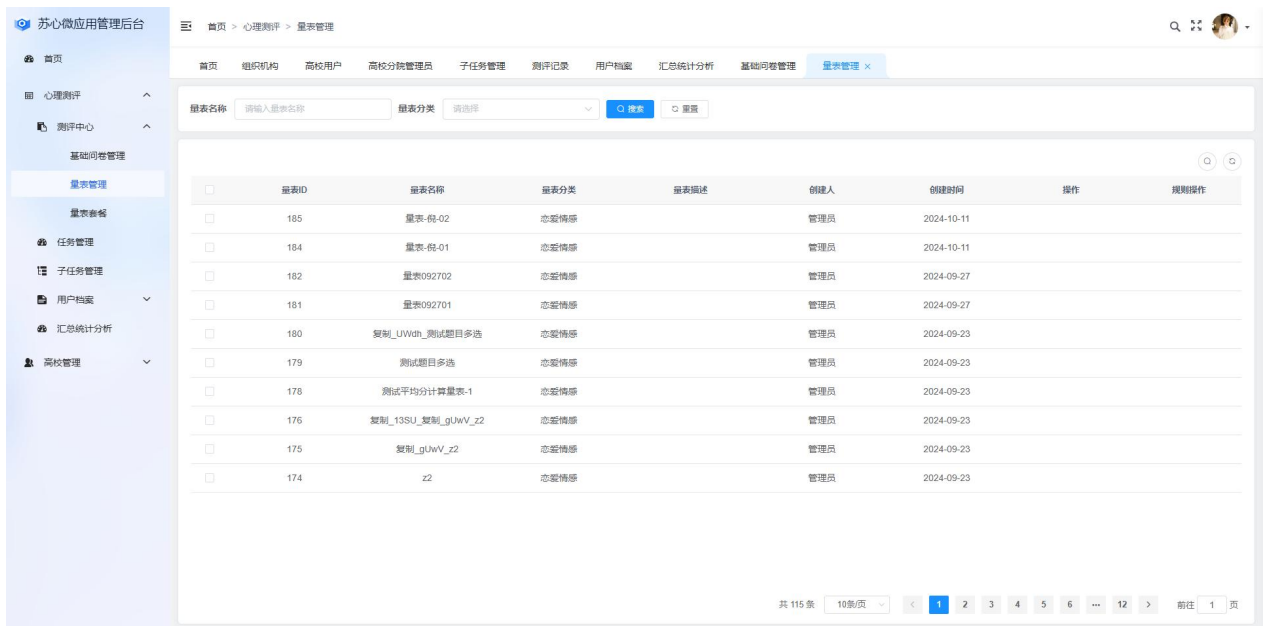 苏心微应用管理后台
首页 > 心理测评 > 量表管理
首页
心理测评
测评中心
基础问卷管理
量表管理
量表套餐
任务管理
子任务管理
用户档案
汇总统计分析
高校管理
首页 组织机构 高校用户 高校分院管理员 子任务管理 测评记录 用户档案 汇总统计分析 基础问卷管理 量表管理 ×
量表名称 请输入量表名称 量表分类 请选择 搜索 重置
量表ID 量表名称 量表分类 量表描述 创建人 创建时间 操作 规则操作
185 量表-倪-02 恋爱情感 管理员 2024-10-11
184 量表-倪-01 恋爱情感 管理员 2024-10-11
182 量表092702 恋爱情感 管理员 2024-09-27
181 量表092701 恋爱情感 管理员 2024-09-27
180 复制_UWdh_测试题目多选 恋爱情感 管理员 2024-09-23
179 测试题目多选 恋爱情感 管理员 2024-09-23
178 测试平均分计算量表-1 恋爱情感 管理员 2024-09-23
176 复制_13SU_复制_gUwV_z2 恋爱情感 管理员 2024-09-23
175 复制_gUwV_z2 恋爱情感 管理员 2024-09-23
174 z2 恋爱情感 管理员 2024-09-23
共 115 条 10条/页 < 1 2 3 4 5 6 ··· 12 > 前往 1 页